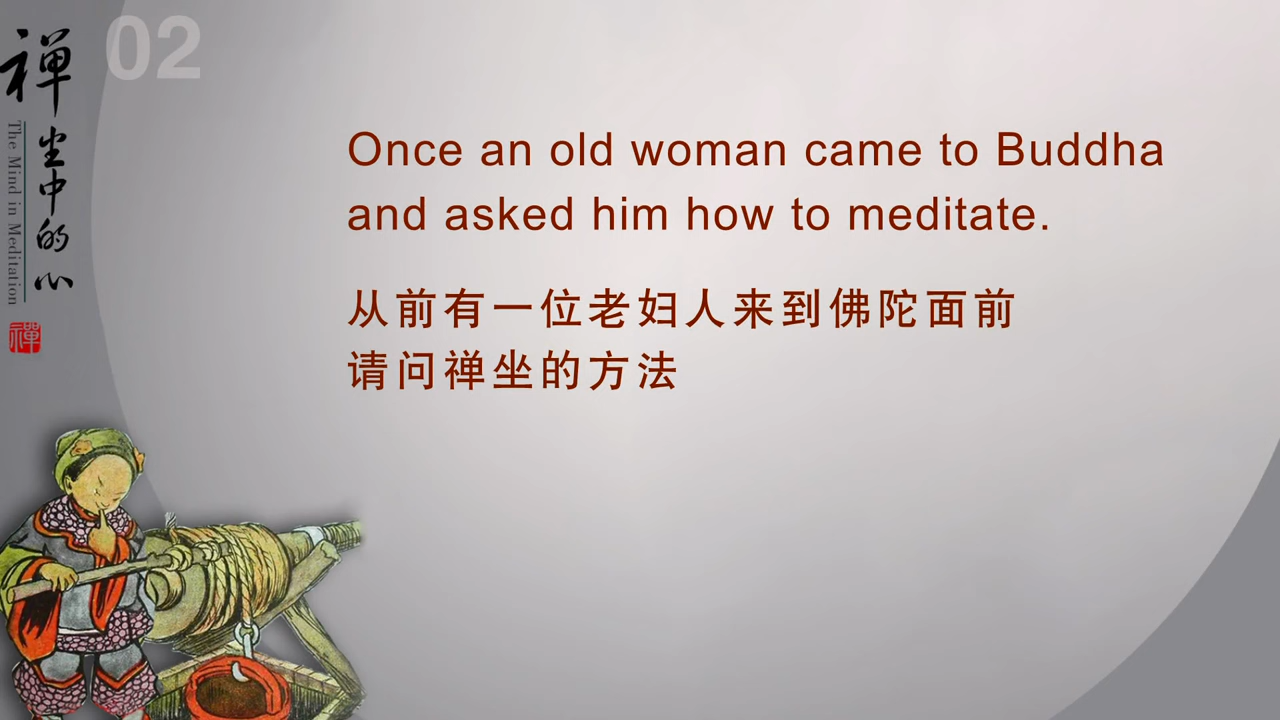 02
禅坐中的心
The Mind in Meditation
禪
Once an old woman came to Buddha
and asked him how to meditate.
从前有一位老妇人来到佛陀面前
请问禅坐的方法